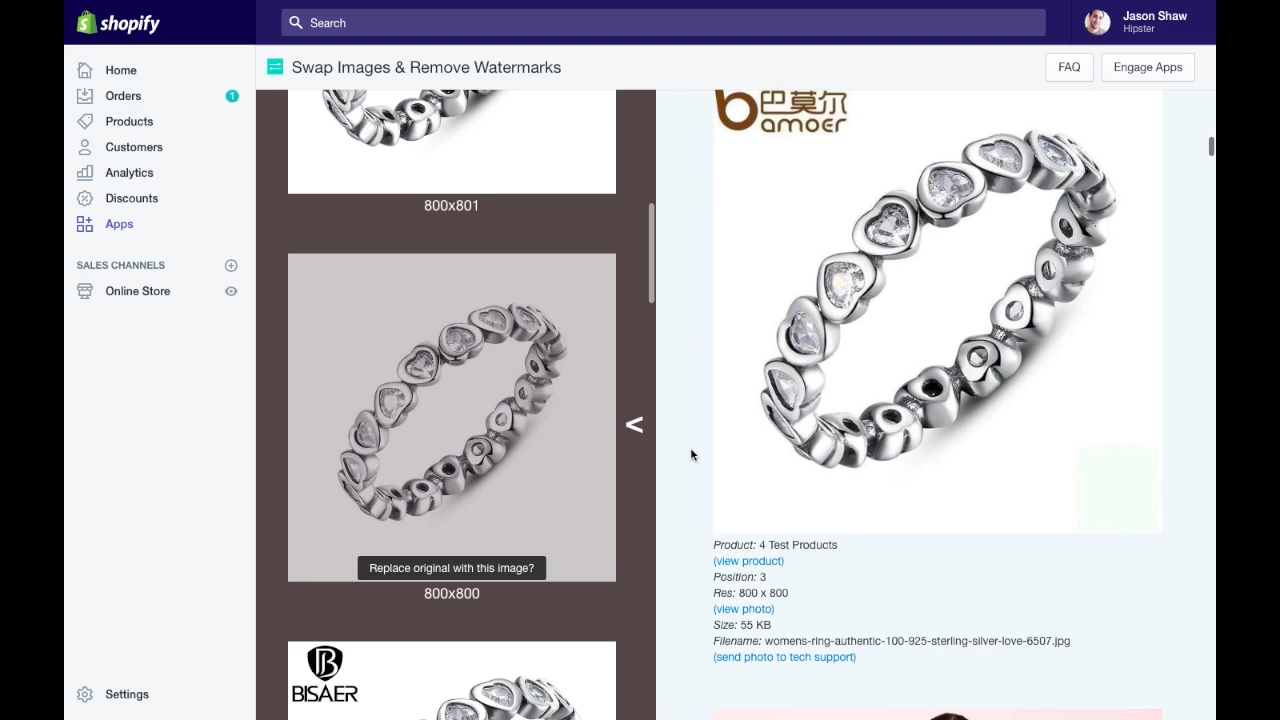 shopify
Search
Jason Shaw
Hipster
Home
Orders
1
Products
Customers
Analytics
Discounts
Apps
SALES CHANNELS
Online Store
Settings
Swap Images & Remove Watermarks
FAQ
Engage Apps
800x801
<
Replace original with this image?
800x800
BISAER
巴莫尔
bamoer
Product: 4 Test Products
(view product)
Position: 3
Res: 800 x 800
(view photo)
Size: 55 KB
Filename: womens-ring-authentic-100-925-sterling-silver-love-6507.jpg
(send photo to tech support)